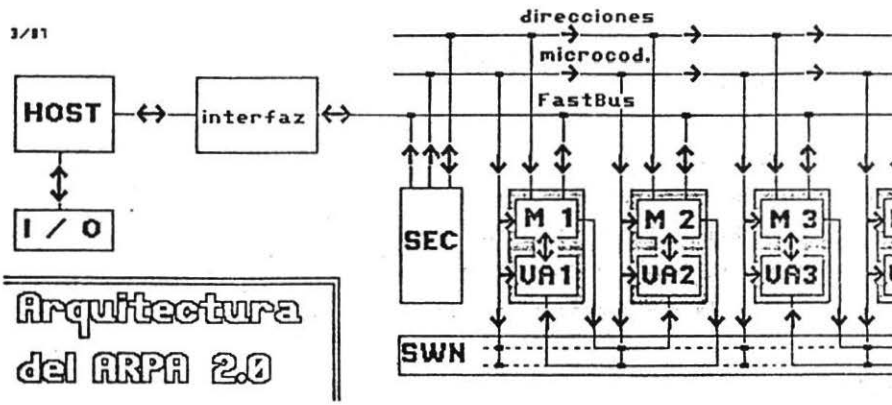 3/87
direcciones
microcod.
FastBus
HOST
interfaz
I / O
SEC
M 1
M 2
M 3
UA1
UA2
UA3
SWN
Arquitectura
del ARPA 2.0